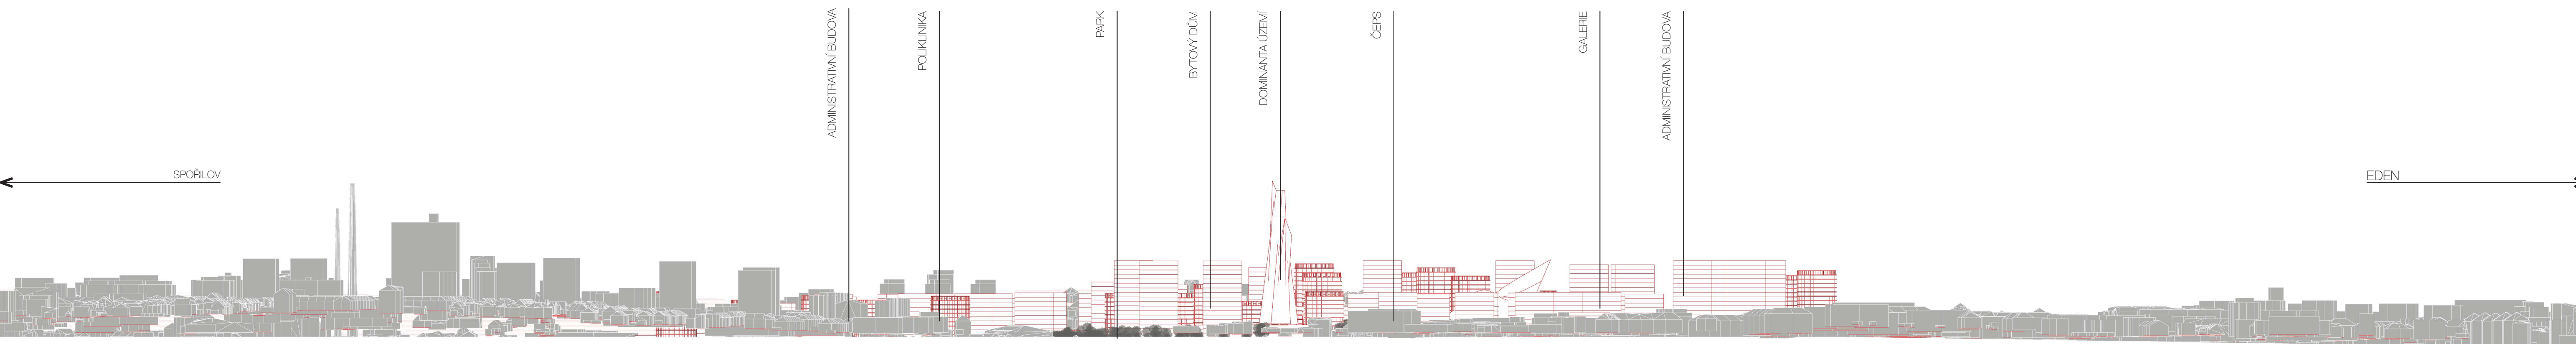 ADMINISTRATIVNÍ BUDOVA
POLIKLINIKA
PARK
BYTOVÝ DŮM
DOMINANTA ÚZEMÍ
ČEPS
GALERIE
ADMINISTRATIVNÍ BUDOVA
SPOŘILOV
EDEN